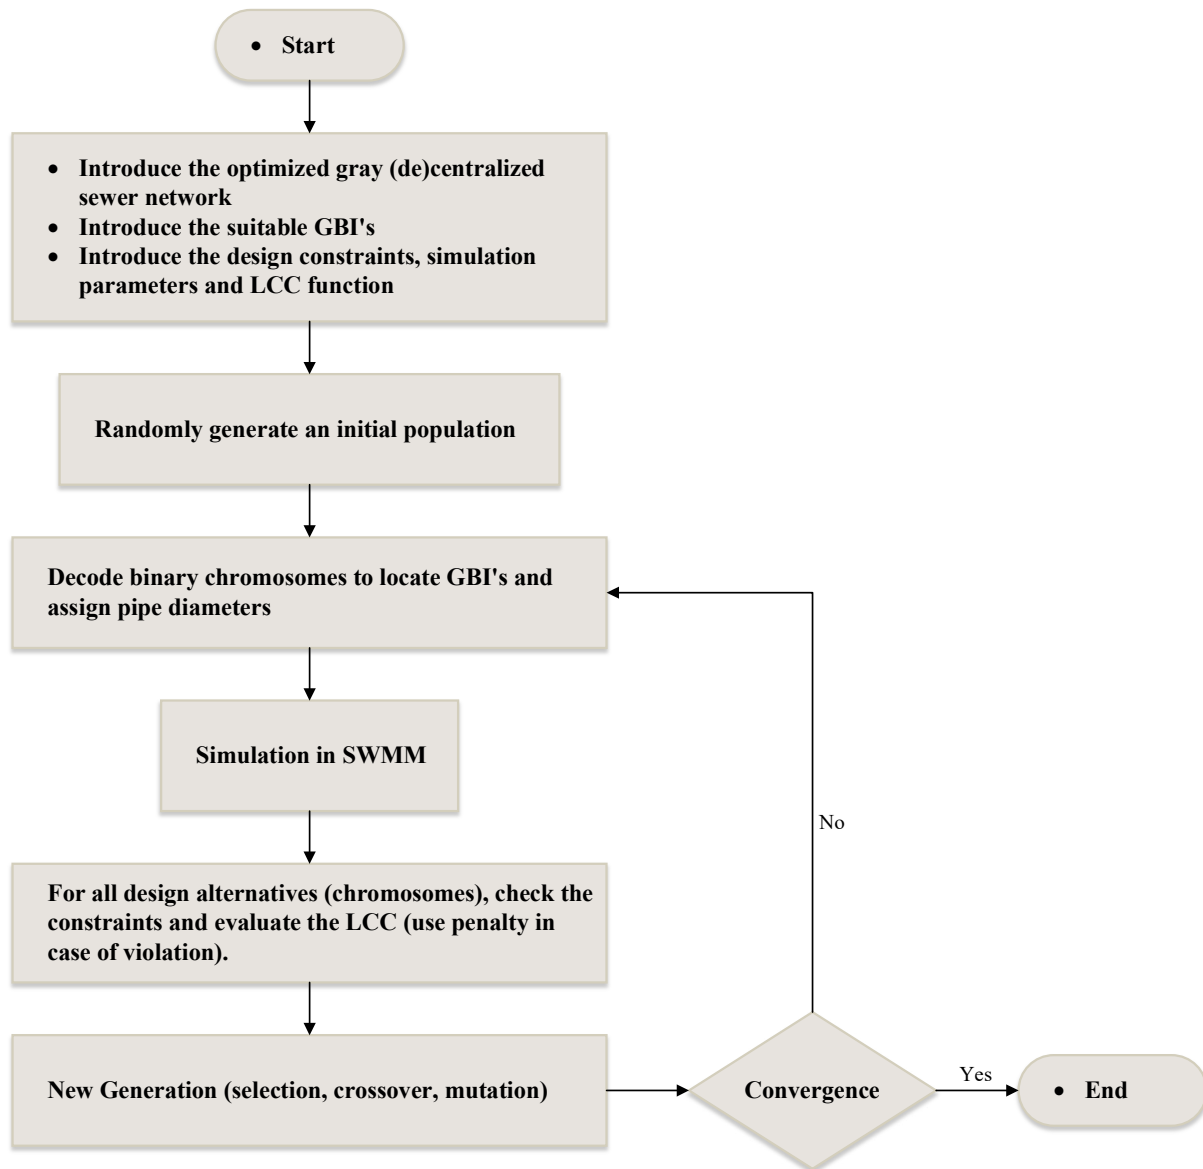 • Start
• Introduce the optimized gray (de)centralized
sewer network
• Introduce the suitable GBI's
• Introduce the design constraints, simulation
parameters and LCC function
Randomly generate an initial population
Decode binary chromosomes to locate GBI's and
assign pipe diameters
Simulation in SWMM
No
For all design alternatives (chromosomes), check the
constraints and evaluate the LCC (use penalty in
case of violation).
New Generation (selection, crossover, mutation)
Convergence
Yes
• End